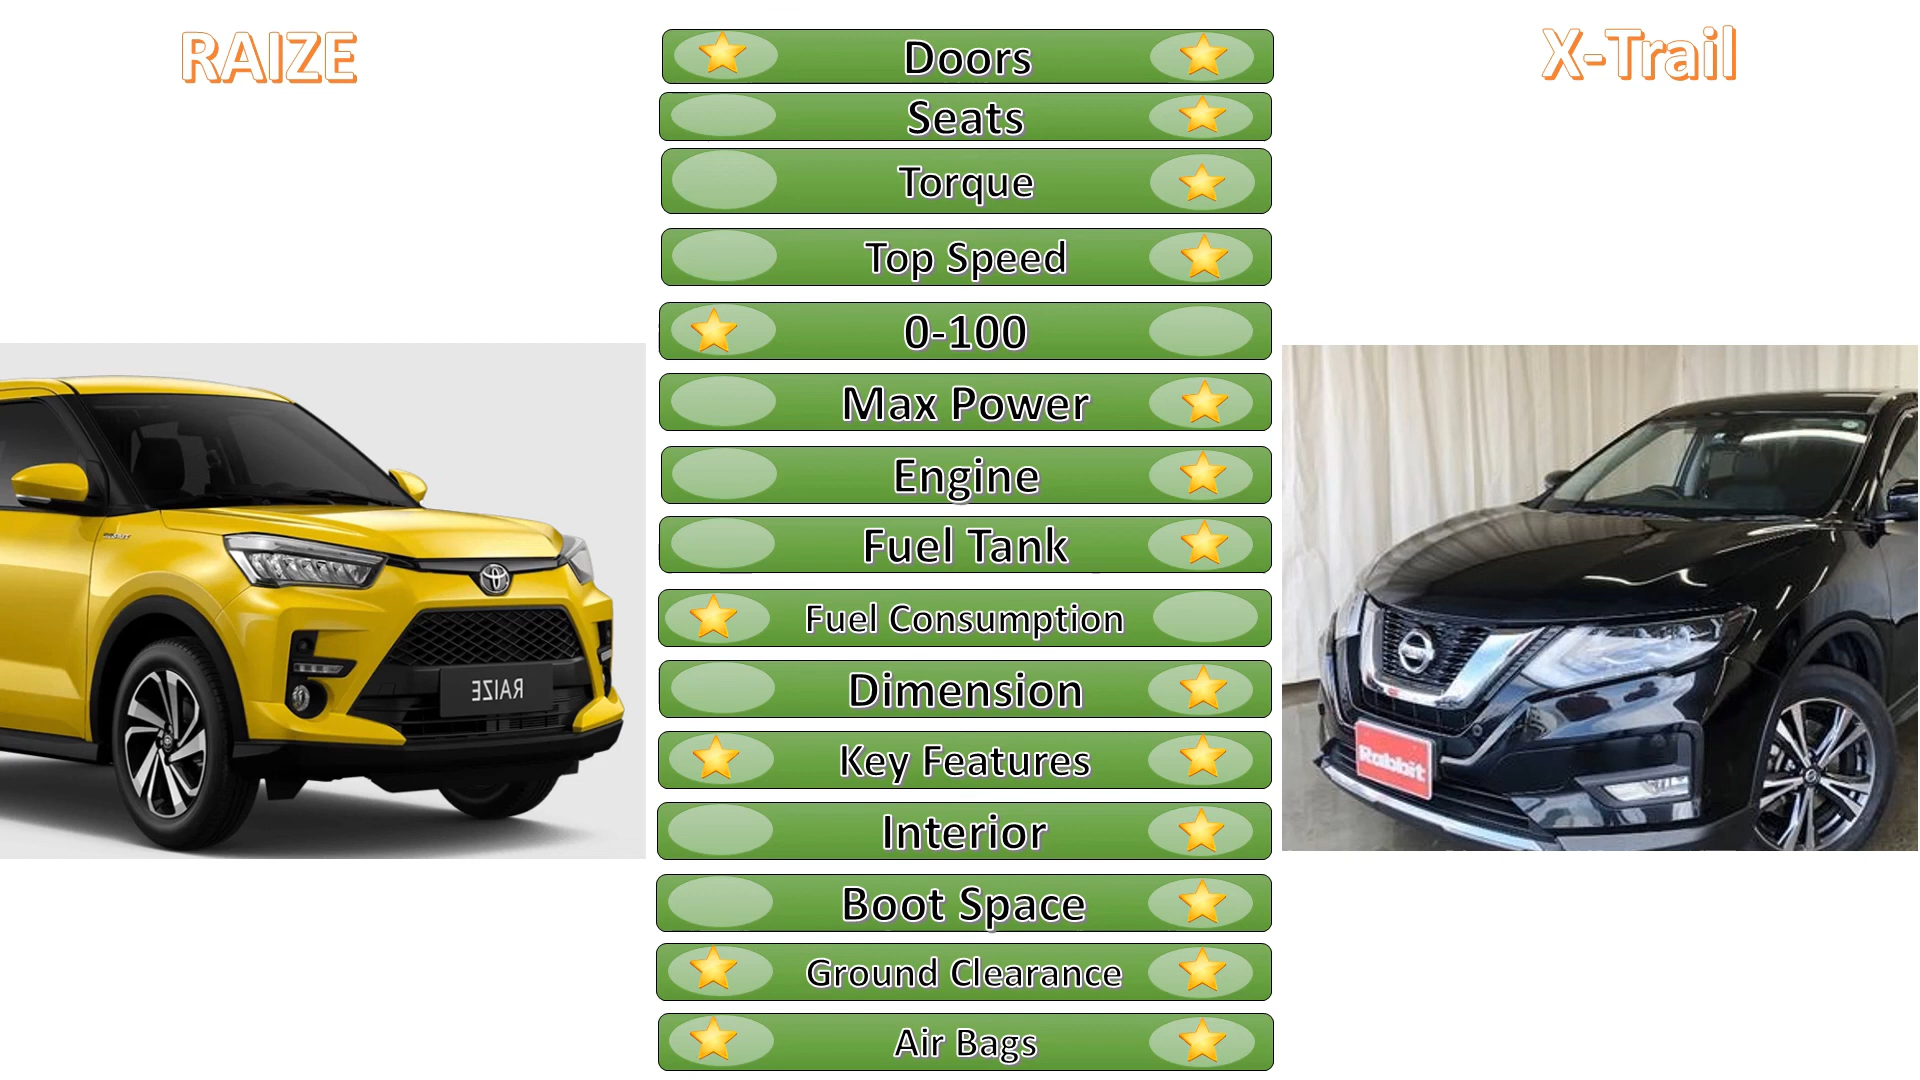 RAIZE
X-Trail
Doors
Seats
Torque
Top Speed
0-100
Max Power
Engine
Fuel Tank
Fuel Consumption
Dimension
Key Features
Interior
Boot Space
Ground Clearance
Air Bags
RAIZE
Rabbit